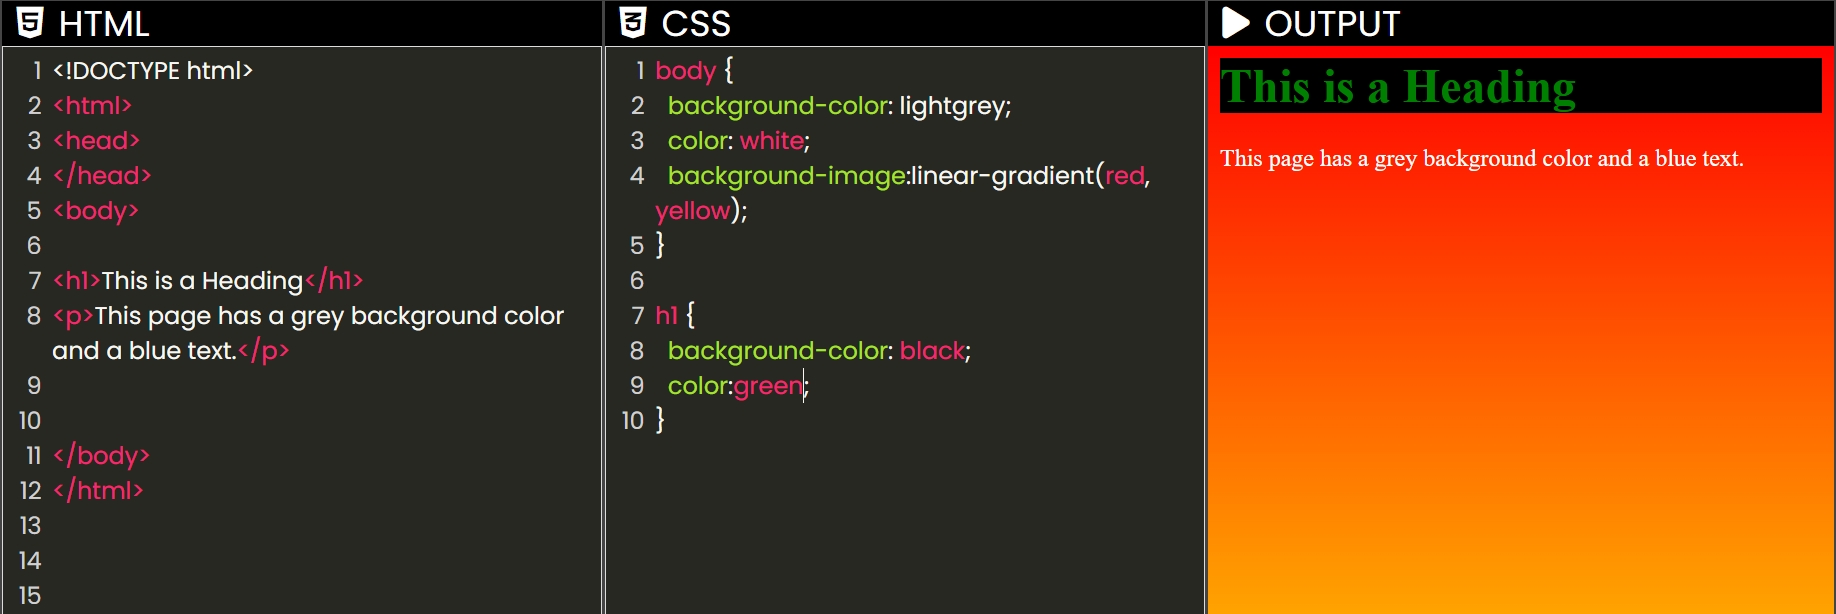 HTML
1 <!DOCTYPE html>
2 <html>
3 <head>
4 </head>
5 <body>
6
7 <h1>This is a Heading</h1>
8 <p>This page has a grey background color
and a blue text.</p>
9
10
11 </body>
12 </html>
13
14
15
CSS
1 body {
2 background-color: lightgrey;
3 color: white;
4 background-image:linear-gradient(red,
yellow);
5 }
6
7 h1 {
8 background-color: black;
9 color:green;
10 }
OUTPUT
This is a Heading
This page has a grey background color and a blue text.